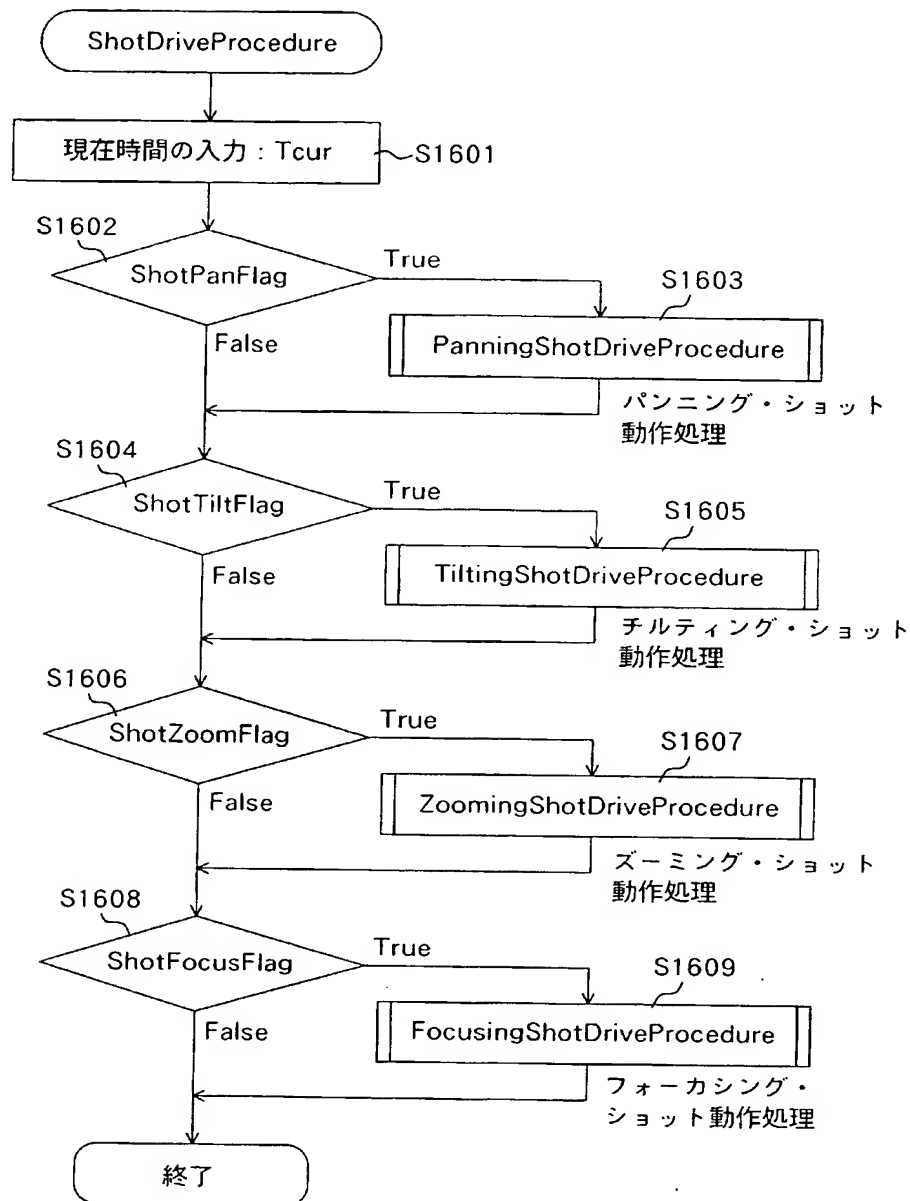 ShotDriveProcedure
現在時間の入力：Tcur
S1601
S1602
ShotPanFlag
True
False
S1603
PanningShotDriveProcedure
パンニング・ショット
動作処理
S1604
ShotTiltFlag
True
False
S1605
TiltingShotDriveProcedure
チルティング・ショット
動作処理
S1606
ShotZoomFlag
True
False
S1607
ZoomingShotDriveProcedure
ズーミング・ショット
動作処理
S1608
ShotFocusFlag
True
False
S1609
FocusingShotDriveProcedure
フォーカシング・
ショット動作処理
終了